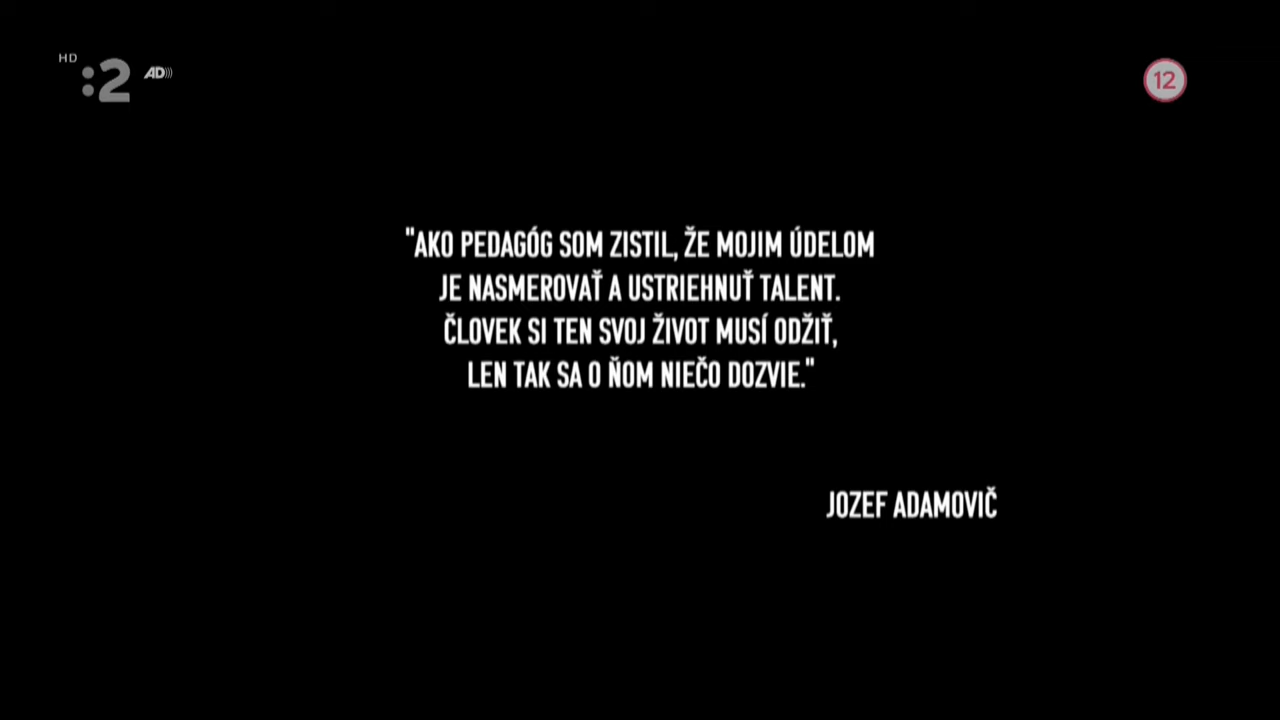 HD
:2
AD)))
12
"AKO PEDAGÓG SOM ZISTIL, ŽE MOJIM ÚDELOM
JE NASMEROVAŤ A USTRIEHNUŤ TALENT.
ČLOVEK SI TEN SVOJ ŽIVOT MUSÍ ODŽIŤ,
LEN TAK SA O ŇOM NIEČO DOZVIE."
JOZEF ADAMOVIČ